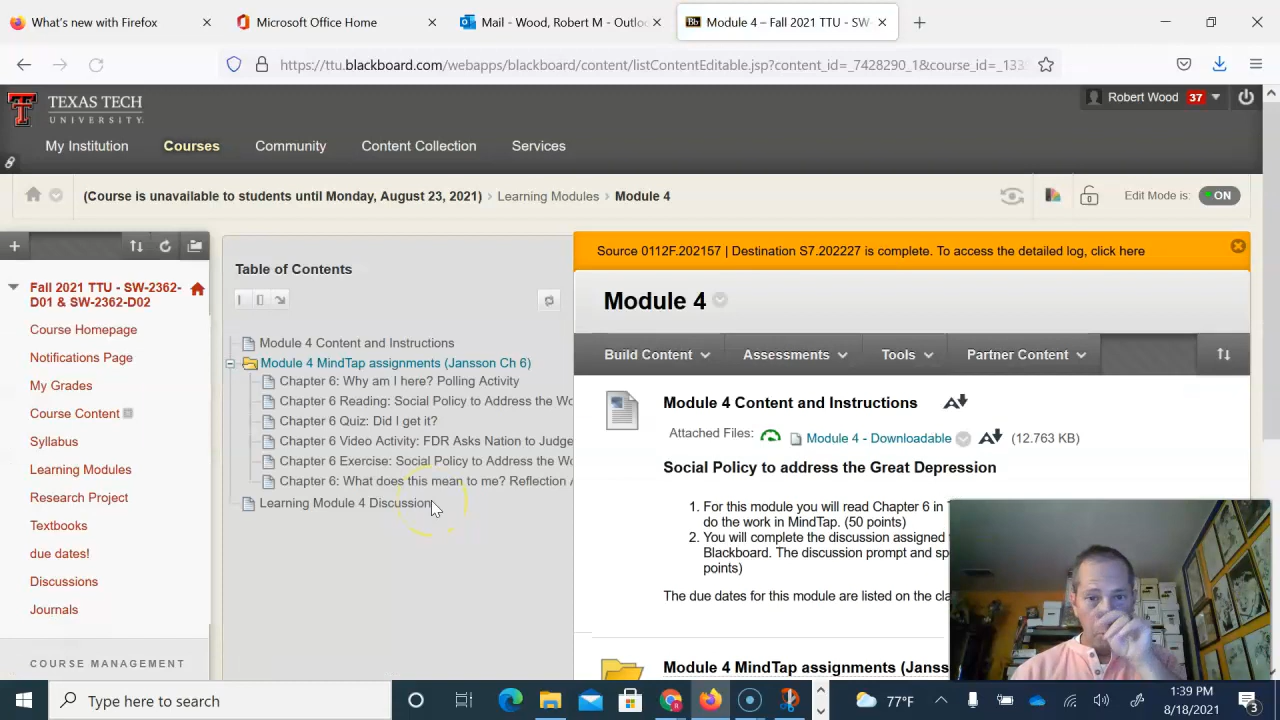 What's new with Firefox
Microsoft Office Home
Mail - Wood, Robert M - Outloo
Bb Module 4 – Fall 2021 TTU - SW-
https://ttu.blackboard.com/webapps/blackboard/content/listContentEditable.jsp?content_id=_7428290_1&course_id=_133
TEXAS TECH
UNIVERSITY.
Robert Wood 37
My Institution Courses Community Content Collection Services
(Course is unavailable to students until Monday, August 23, 2021) Learning Modules Module 4
Edit Mode is: ON
Fall 2021 TTU - SW-2362-
D01 & SW-2362-D02
Course Homepage
Notifications Page
My Grades
Course Content
Syllabus
Learning Modules
Research Project
Textbooks
due dates!
Discussions
Journals
COURSE MANAGEMENT
Table of Contents
Module 4 Content and Instructions
Module 4 MindTap assignments (Jansson Ch 6)
Chapter 6: Why am I here? Polling Activity
Chapter 6 Reading: Social Policy to Address the Wo
Chapter 6 Quiz: Did I get it?
Chapter 6 Video Activity: FDR Asks Nation to Judge
Chapter 6 Exercise: Social Policy to Address the Wo
Chapter 6: What does this mean to me? Reflection A
Learning Module 4 Discussion
Source 0112F.202157 | Destination S7.202227 is complete. To access the detailed log, click here
Module 4
Build Content Assessments Tools Partner Content
Module 4 Content and Instructions
Attached Files: Module 4 - Downloadable (12.763 KB)
Social Policy to address the Great Depression
1. For this module you will read Chapter 6 in
do the work in MindTap. (50 points)
2. You will complete the discussion assigned
Blackboard. The discussion prompt and sp
points)
The due dates for this module are listed on the cla
Module 4 MindTap assignments (Janss
Type here to search
77°F
1:39 PM
8/18/2021
3